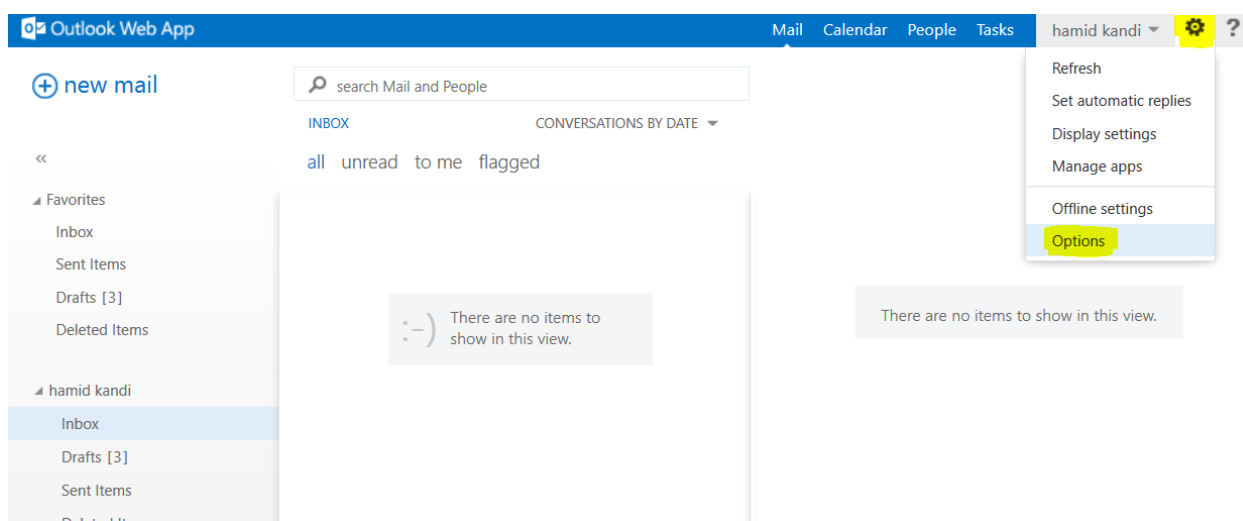 Outlook Web App
Mail Calendar People Tasks hamid kandi ?
new mail
search Mail and People
INBOX CONVERSATIONS BY DATE
all unread to me flagged
«
Favorites
Inbox
Sent Items
Drafts [3]
Deleted Items
hamid kandi
Inbox
Drafts [3]
Sent Items
:-)
There are no items to
show in this view.
There are no items to show in this view.
Refresh
Set automatic replies
Display settings
Manage apps
Offline settings
Options